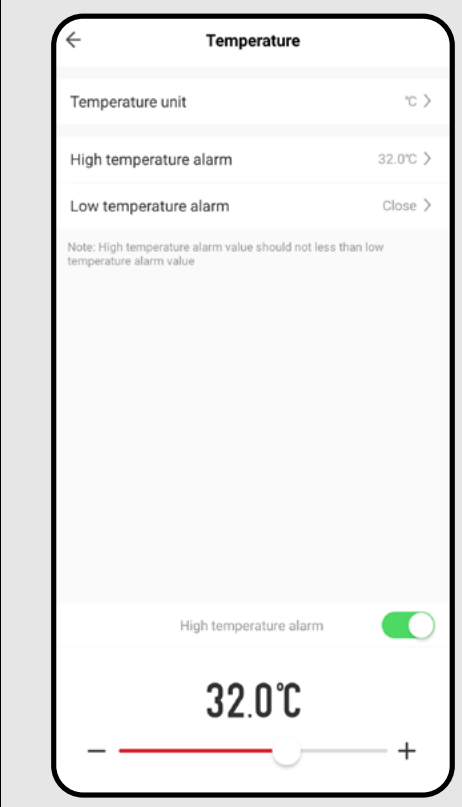 Temperature
Temperature unit ℃
High temperature alarm 32.0℃
Low temperature alarm Close
Note: High temperature alarm value should not less than low
temperature alarm value
High temperature alarm
32.0℃
− +